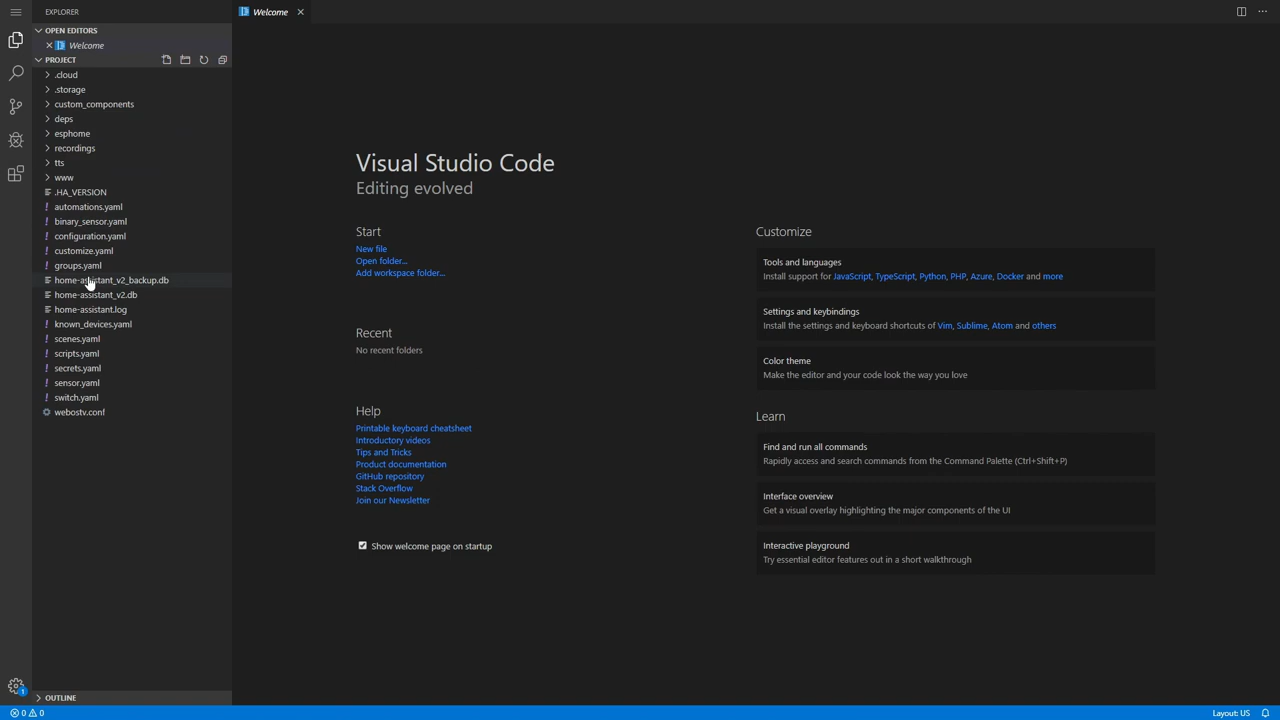 EXPLORER
OPEN EDITORS
Welcome
PROJECT
.cloud
.storage
custom_components
deps
esphome
recordings
tts
www
.HA_VERSION
automations.yaml
binary_sensor.yaml
configuration.yaml
customize.yaml
groups.yaml
home-assistant_v2_backup.db
home-assistant_v2.db
home-assistant.log
known_devices.yaml
scenes.yaml
scripts.yaml
secrets.yaml
sensor.yaml
switch.yaml
webostv.conf
OUTLINE
1
0 0
Welcome
Visual Studio Code
Editing evolved
Start
New file
Open folder...
Add workspace folder...
Recent
No recent folders
Help
Printable keyboard cheatsheet
Introductory videos
Tips and Tricks
Product documentation
GitHub repository
Stack Overflow
Join our Newsletter
Show welcome page on startup
Customize
Tools and languages
Install support for JavaScript, TypeScript, Python, PHP, Azure, Docker and more
Settings and keybindings
Install the settings and keyboard shortcuts of Vim, Sublime, Atom and others
Color theme
Make the editor and your code look the way you love
Learn
Find and run all commands
Rapidly access and search commands from the Command Palette (Ctrl+Shift+P)
Interface overview
Get a visual overlay highlighting the major components of the UI
Interactive playground
Try essential editor features out in a short walkthrough
Layout: US